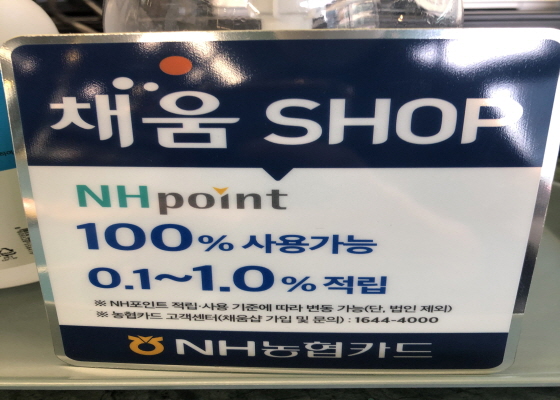 채움 SHOP
NHpoint
100% 사용가능
0.1~1.0% 적립
※ NH포인트 적립·사용 기준에 따라 변동 가능(단, 법인 제외)
※ 농협카드 고객센터(채움샵 가입 및 문의) : 1644-4000
NH농협카드